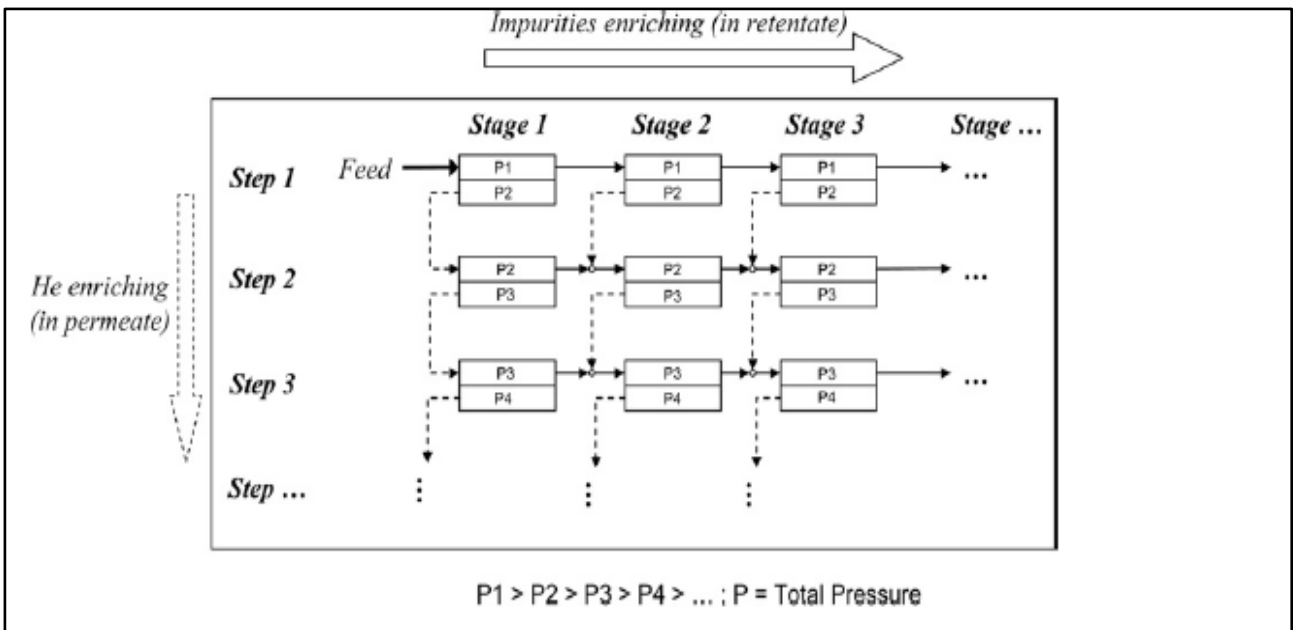 Impurities enriching (in retentate)
Stage 1 Stage 2 Stage 3 Stage ...
Step 1 Feed P1 P1 P1 ...
P2 P2 P2
He enriching
(in permeate)
Step 2 P2 P2 P2 ...
P3 P3 P3
Step 3 P3 P3 P3 ...
P4 P4 P4
Step ...
P1 > P2 > P3 > P4 > ... ; P = Total Pressure